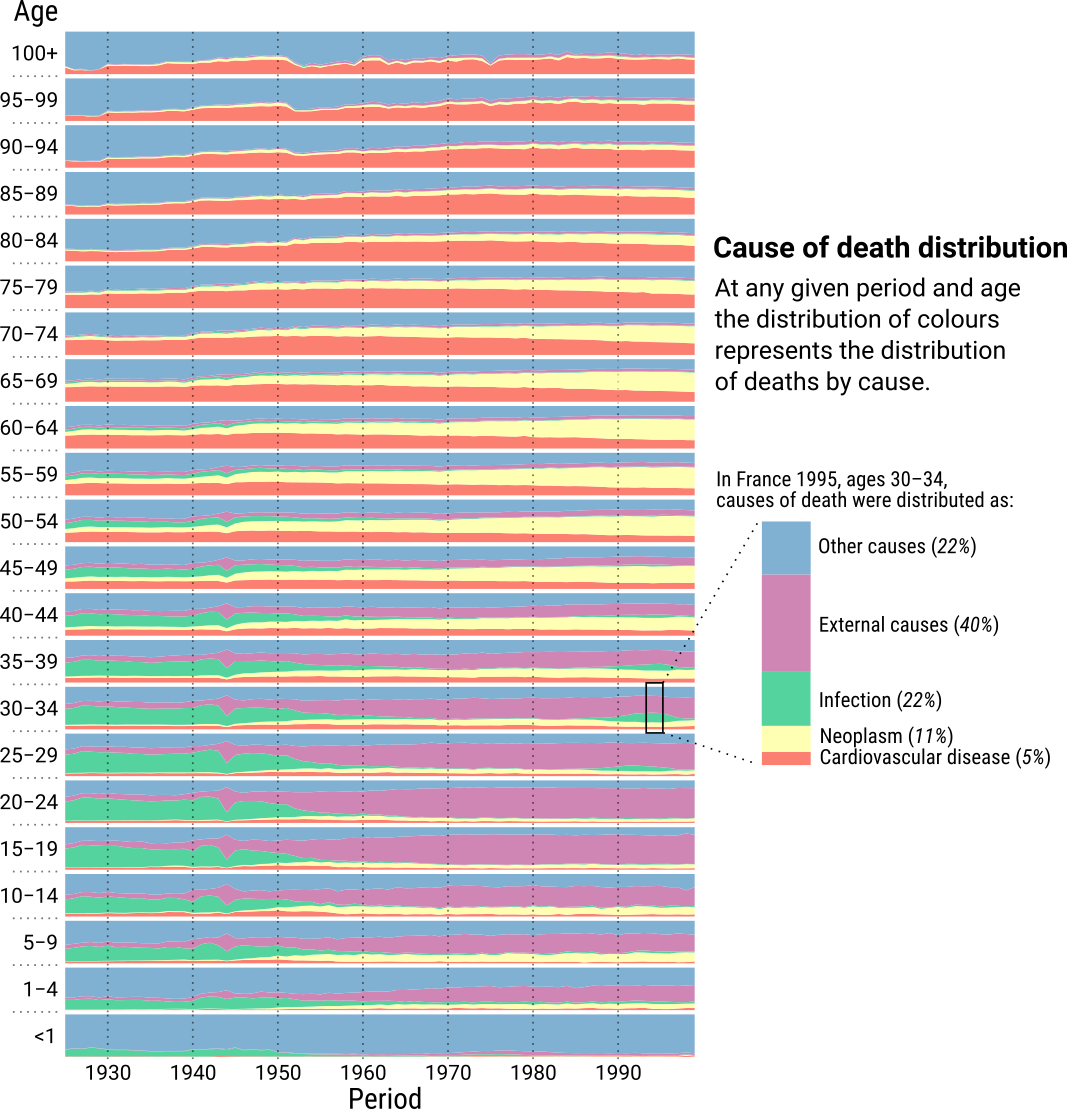 Age
100+
95–99
90–94
85–89
80–84
75–79
70–74
65–69
60–64
55–59
50–54
45–49
40–44
35–39
30–34
25–29
20–24
15–19
10–14
5–9
1–4
<1
1930 1940 1950 1960 1970 1980 1990
Period
Cause of death distribution
At any given period and age
the distribution of colours
represents the distribution
of deaths by cause.
In France 1995, ages 30–34,
causes of death were distributed as:
Other causes (22%)
External causes (40%)
Infection (22%)
Neoplasm (11%)
Cardiovascular disease (5%)